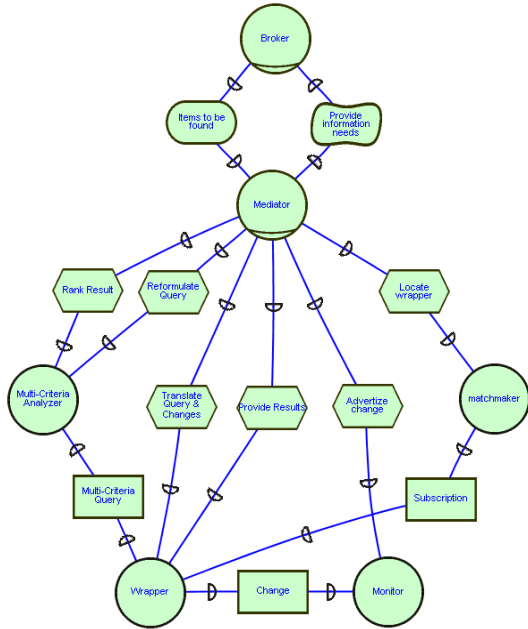 Broker
Items to be
found
Provide
information
needs
Mediator
Rank Result
Reformulate
Query
Locate
wrapper
Multi-Criteria
Analyzer
Translate
Query &
Changes
Provide Results
Advertize
change
matchmaker
Multi-Criteria
Query
Subscription
Wrapper
Change
Monitor